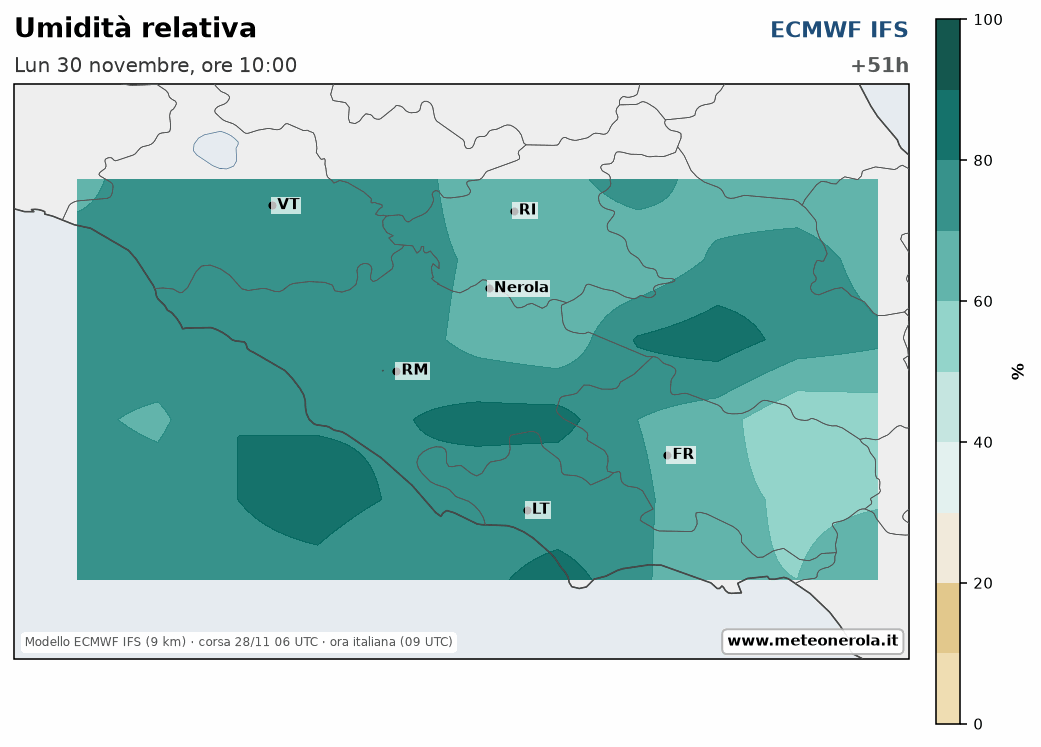 Umidità relativa
ECMWF IFS
Lun 30 novembre, ore 10:00
+51h
100
80
60
40
20
0
%
VT
RI
Nerola
RM
FR
LT
Modello ECMWF IFS (9 km) · corsa 28/11 06 UTC · ora italiana (09 UTC)
www.meteonerola.it